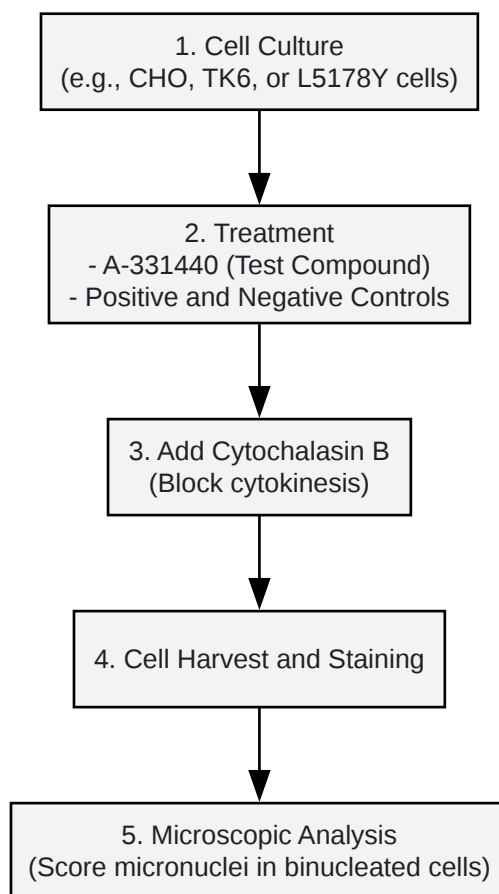 1. Cell Culture
(e.g., CHO, TK6, or L5178Y cells)
2. Treatment
- A-331440 (Test Compound)
- Positive and Negative Controls
3. Add Cytochalasin B
(Block cytokinesis)
4. Cell Harvest and Staining
5. Microscopic Analysis
(Score micronuclei in binucleated cells)